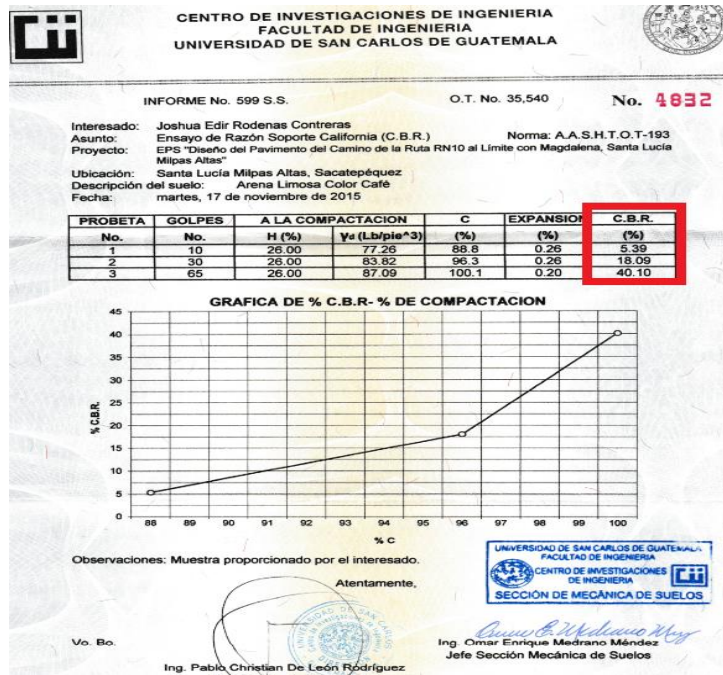 CENTRO DE INVESTIGACIONES DE INGENIERIA
FACULTAD DE INGENIERIA
UNIVERSIDAD DE SAN CARLOS DE GUATEMALA
INFORME No. 599 S.S. O.T. No. 35,540 No. 4832
Interesado: Joshua Edir Rodenas Contreras
Asunto: Ensayo de Razón Soporte California (C.B.R.) Norma: A.A.S.H.T.O.T-193
Proyecto: EPS "Diseño del Pavimento del Camino de la Ruta RN10 al Límite con Magdalena, Santa Lucía
Milpas Altas"
Ubicación: Santa Lucía Milpas Altas, Sacatepéquez
Descripción del suelo: Arena Limosa Color Café
Fecha: martes, 17 de noviembre de 2015
PROBETA GOLPES A LA COMPACTACION C EXPANSION C.B.R.
No. No. H (%) γd (Lb/pie^3) (%) (%) (%)
1 10 26.00 77.26 88.8 0.26 5.39
2 30 26.00 83.82 96.3 0.26 18.09
3 65 26.00 87.09 100.1 0.20 40.10
GRAFICA DE % C.B.R- % DE COMPACTACION
45
40
35
30
25
20
15
10
5
0
% C.B.R.
88 89 90 91 92 93 94 95 96 97 98 99 100
% C
Observaciones: Muestra proporcionado por el interesado.
Atentamente,
UNIVERSIDAD DE SAN CARLOS DE GUATEMALA
FACULTAD DE INGENIERIA
CENTRO DE INVESTIGACIONES
DE INGENIERIA
SECCIÓN DE MECÁNICA DE SUELOS
Vo. Bo.
Ing. Omar Enrique Medrano Méndez
Jefe Sección Mecánica de Suelos
Ing. Pablo Christian De León Rodríguez